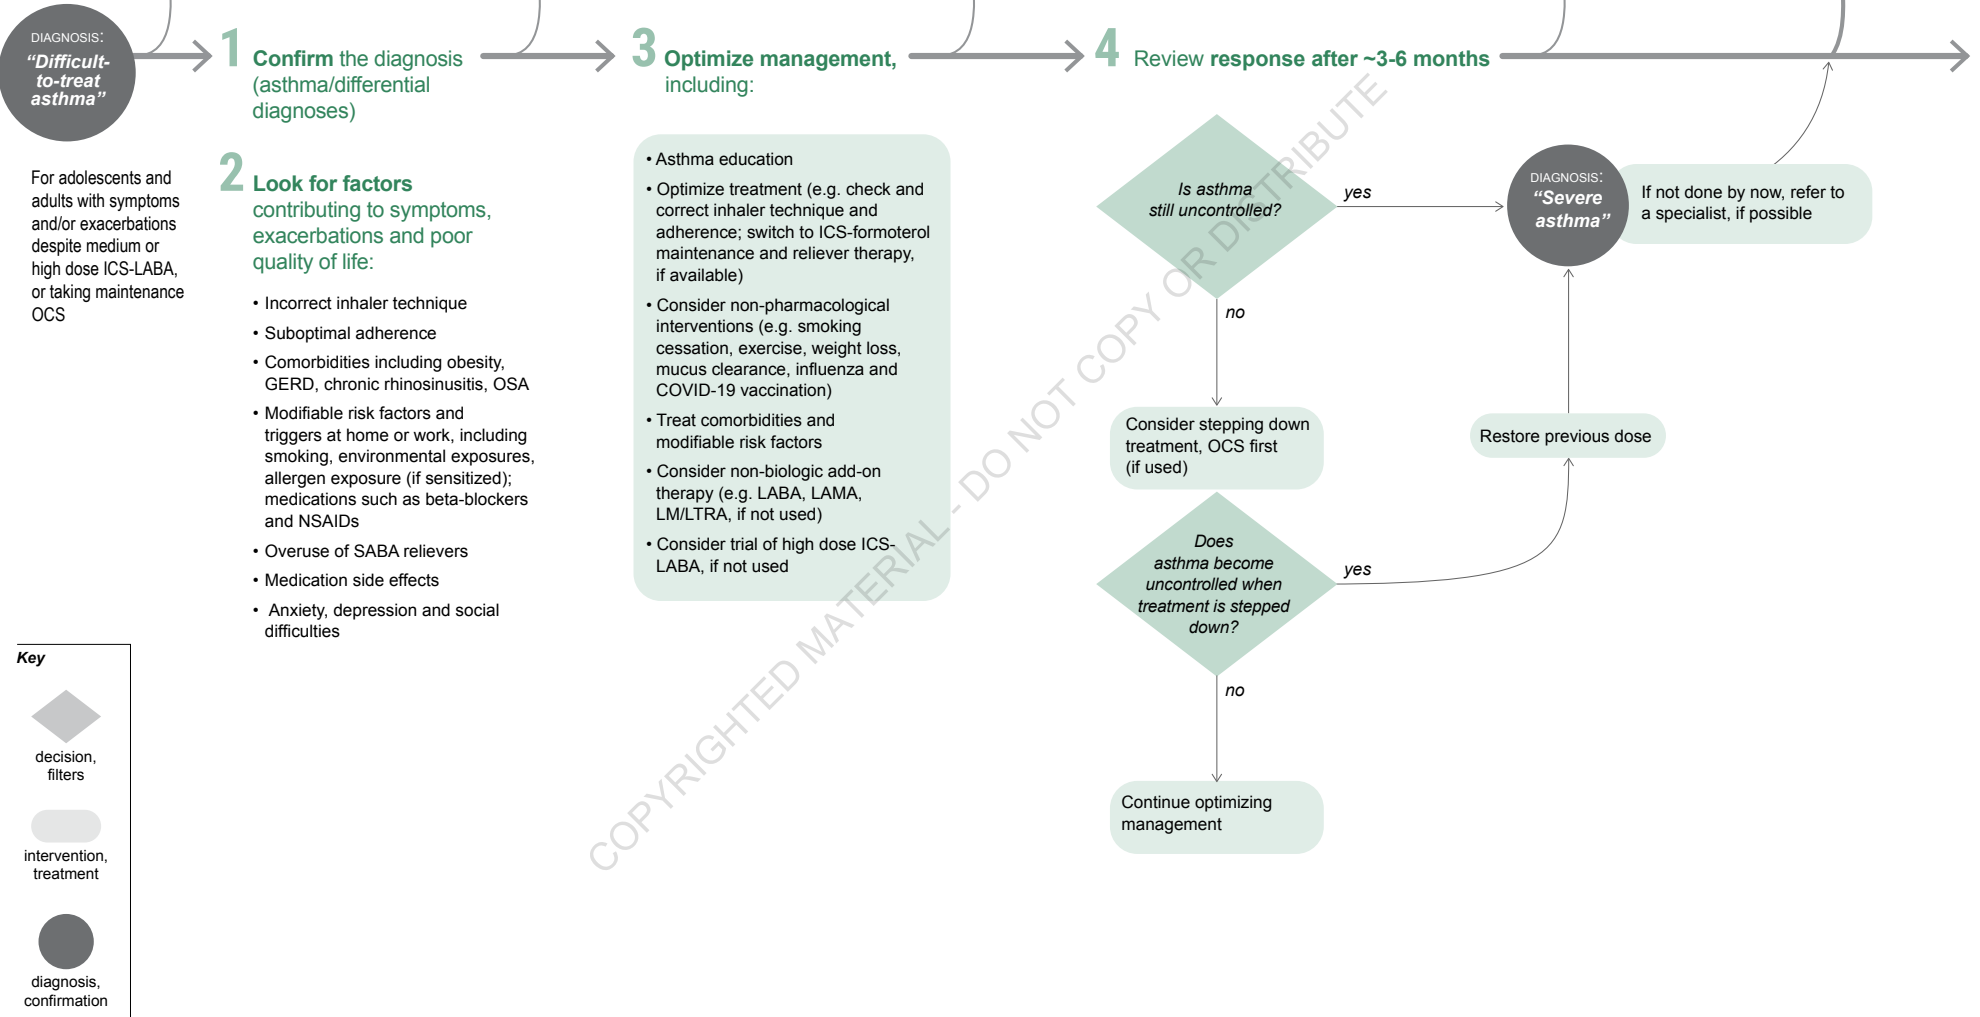 DIAGNOSIS:
“Difficult-
to-treat
asthma”
For adolescents and
adults with symptoms
and/or exacerbations
despite medium or
high dose ICS-LABA,
or taking maintenance
OCS
1 Confirm the diagnosis
(asthma/differential
diagnoses)
2 Look for factors
contributing to symptoms,
exacerbations and poor
quality of life:
• Incorrect inhaler technique
• Suboptimal adherence
• Comorbidities including obesity,
GERD, chronic rhinosinusitis, OSA
• Modifiable risk factors and
triggers at home or work, including
smoking, environmental exposures,
allergen exposure (if sensitized);
medications such as beta-blockers
and NSAIDs
• Overuse of SABA relievers
• Medication side effects
• Anxiety, depression and social
difficulties
3 Optimize management,
including:
• Asthma education
• Optimize treatment (e.g. check and
correct inhaler technique and
adherence; switch to ICS-formoterol
maintenance and reliever therapy,
if available)
• Consider non-pharmacological
interventions (e.g. smoking
cessation, exercise, weight loss,
mucus clearance, influenza and
COVID-19 vaccination)
• Treat comorbidities and
modifiable risk factors
• Consider non-biologic add-on
therapy (e.g. LABA, LAMA,
LM/LTRA, if not used)
• Consider trial of high dose ICS-
LABA, if not used
4 Review response after ~3-6 months
Is asthma
still uncontrolled?
yes
DIAGNOSIS:
“Severe
asthma”
If not done by now, refer to
a specialist, if possible
no
Consider stepping down
treatment, OCS first
(if used)
Restore previous dose
Does
asthma become
uncontrolled when
treatment is stepped
down?
yes
no
Continue optimizing
management
Key
decision,
filters
intervention,
treatment
diagnosis,
confirmation
COPYRIGHTED MATERIAL - DO NOT COPY OR DISTRIBUTE